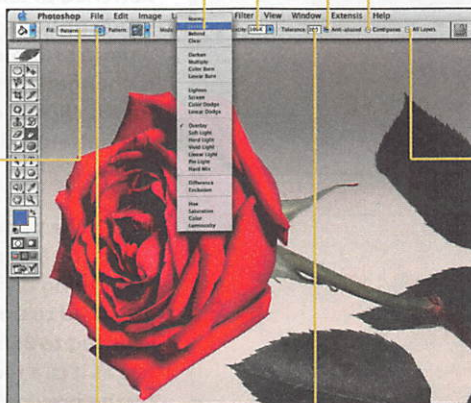 Photoshop File Edit Image Filter View Window Extensis Help
Fill: Pattern Pattern: Mode Tolerance: Anti-aliased Contiguous All Layers
Normal
Behind
Clear
Darken
Multiply
Color Burn
Linear Burn
Lighten
Screen
Color Dodge
Linear Dodge
✓ Overlay
Soft Light
Hard Light
Vivid Light
Linear Light
Pin Light
Hard Mix
Difference
Exclusion
Hue
Saturation
Color
Luminosity